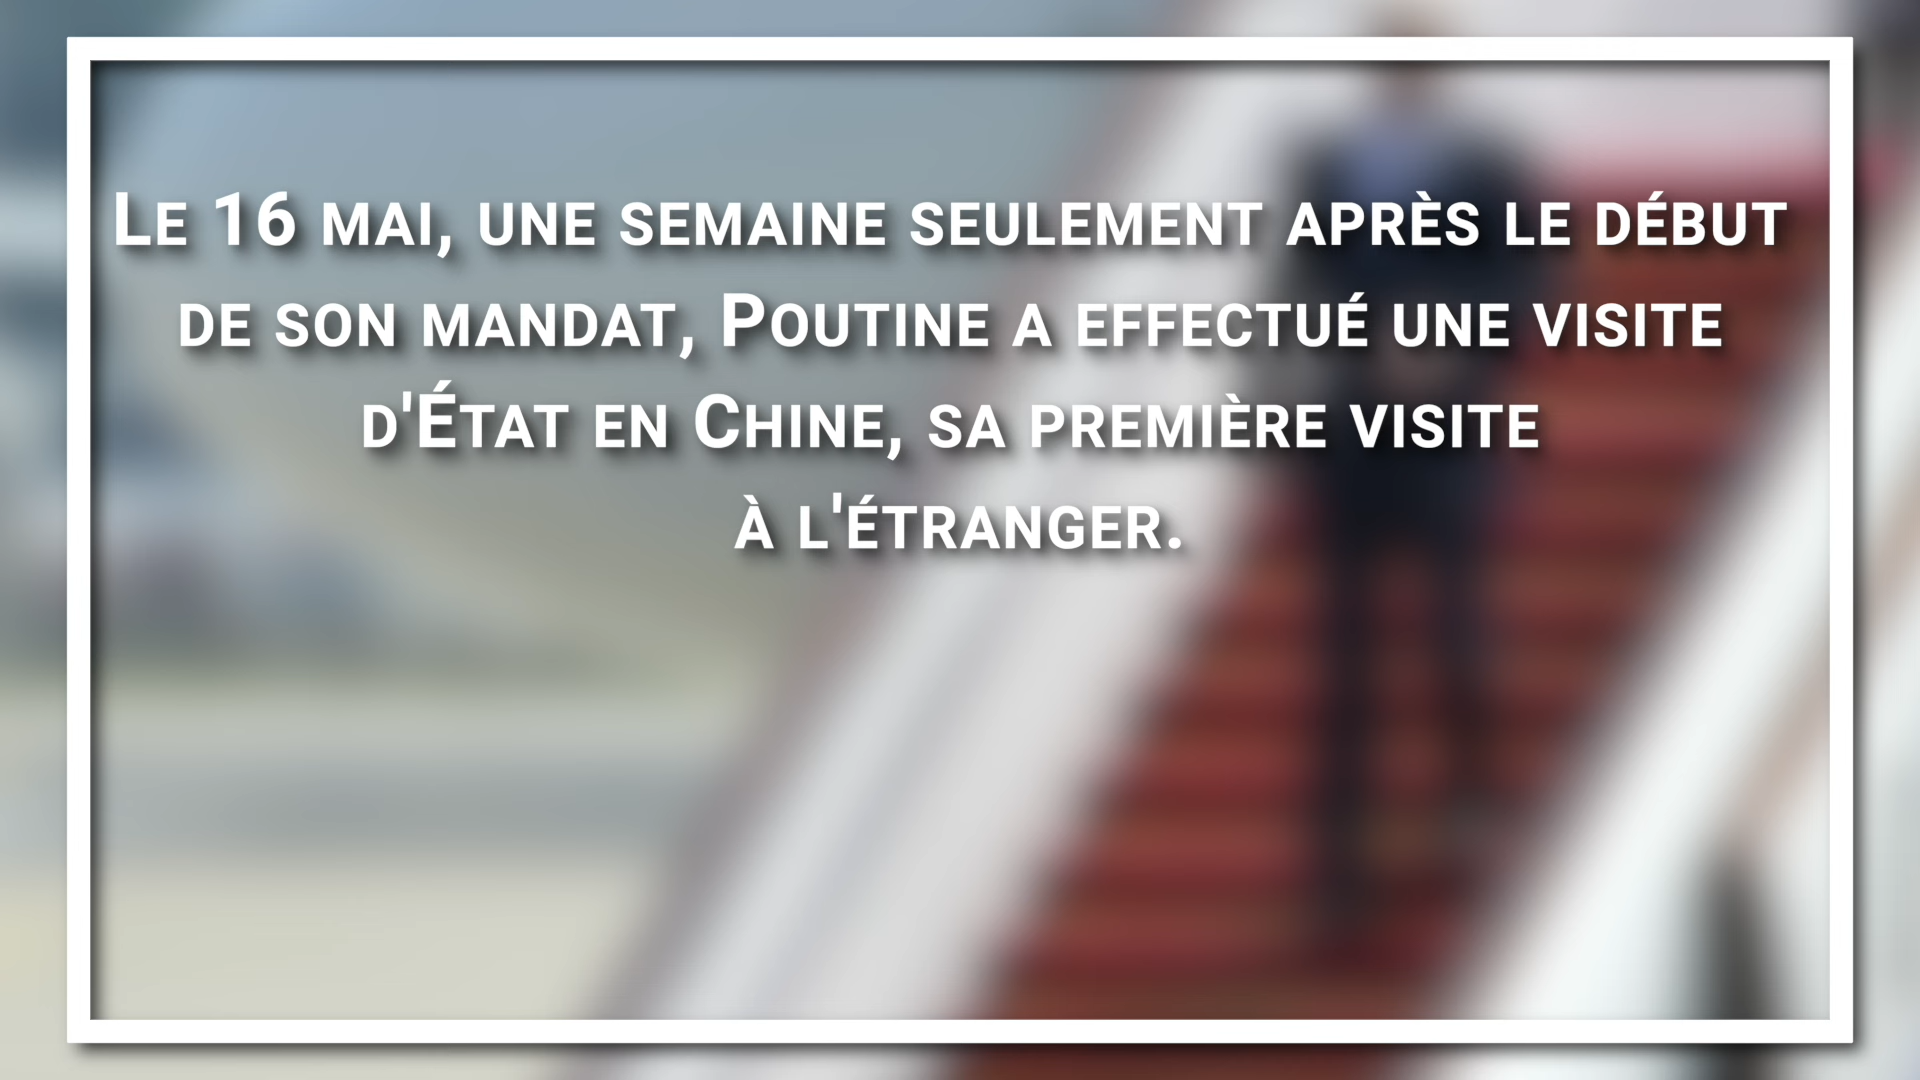 Le 16 mai, une semaine seulement après le début
de son mandat, Poutine a effectué une visite
d'État en Chine, sa première visite
à l'étranger.